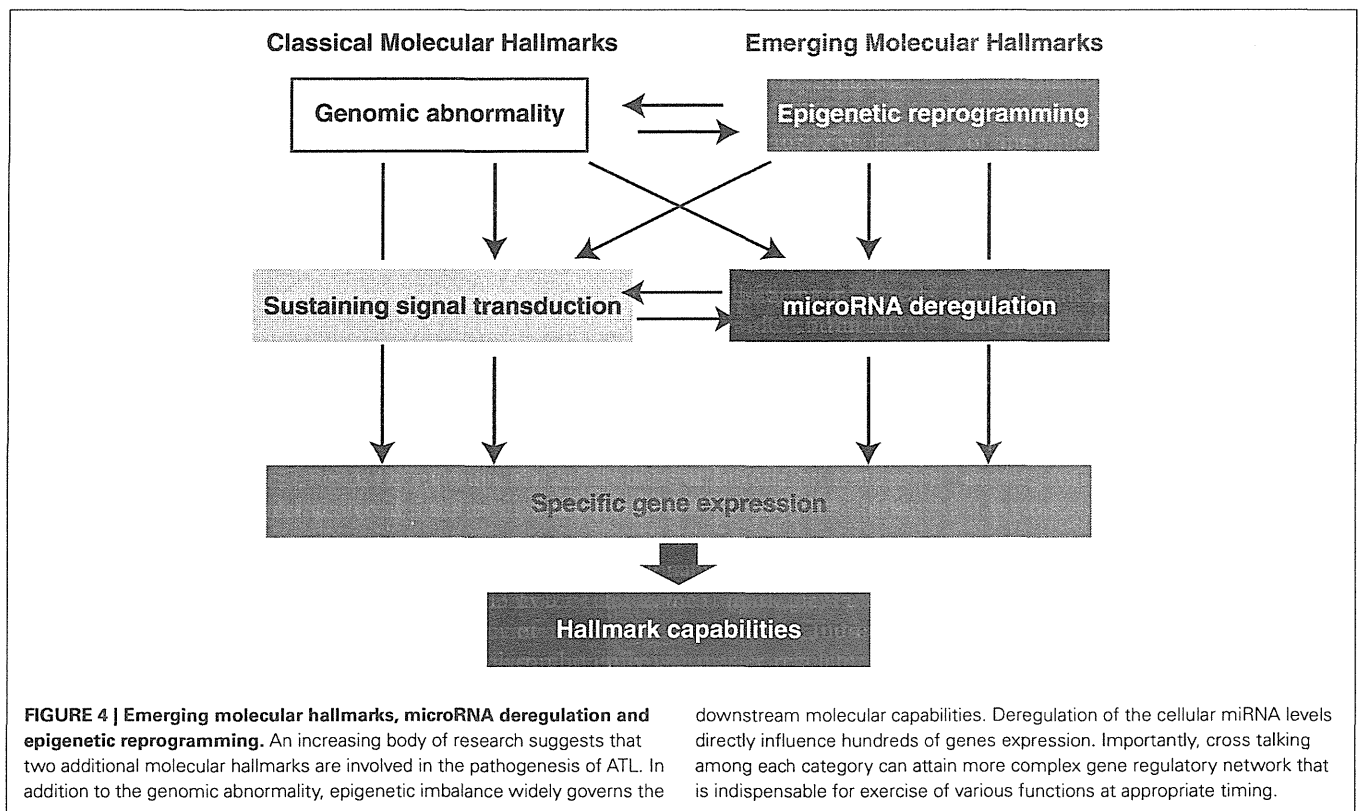 Classical Molecular Hallmarks
Emerging Molecular Hallmarks
Genomic abnormality
Epigenetic reprogramming
Sustaining signal transduction
microRNA deregulation
Specific gene expression
Hallmark capabilities
FIGURE 4 | Emerging molecular hallmarks, microRNA deregulation and
epigenetic reprogramming. An increasing body of research suggests that
two additional molecular hallmarks are involved in the pathogenesis of ATL. In
addition to the genomic abnormality, epigenetic imbalance widely governs the
downstream molecular capabilities. Deregulation of the cellular miRNA levels
directly influence hundreds of genes expression. Importantly, cross talking
among each category can attain more complex gene regulatory network that
is indispensable for exercise of various functions at appropriate timing.